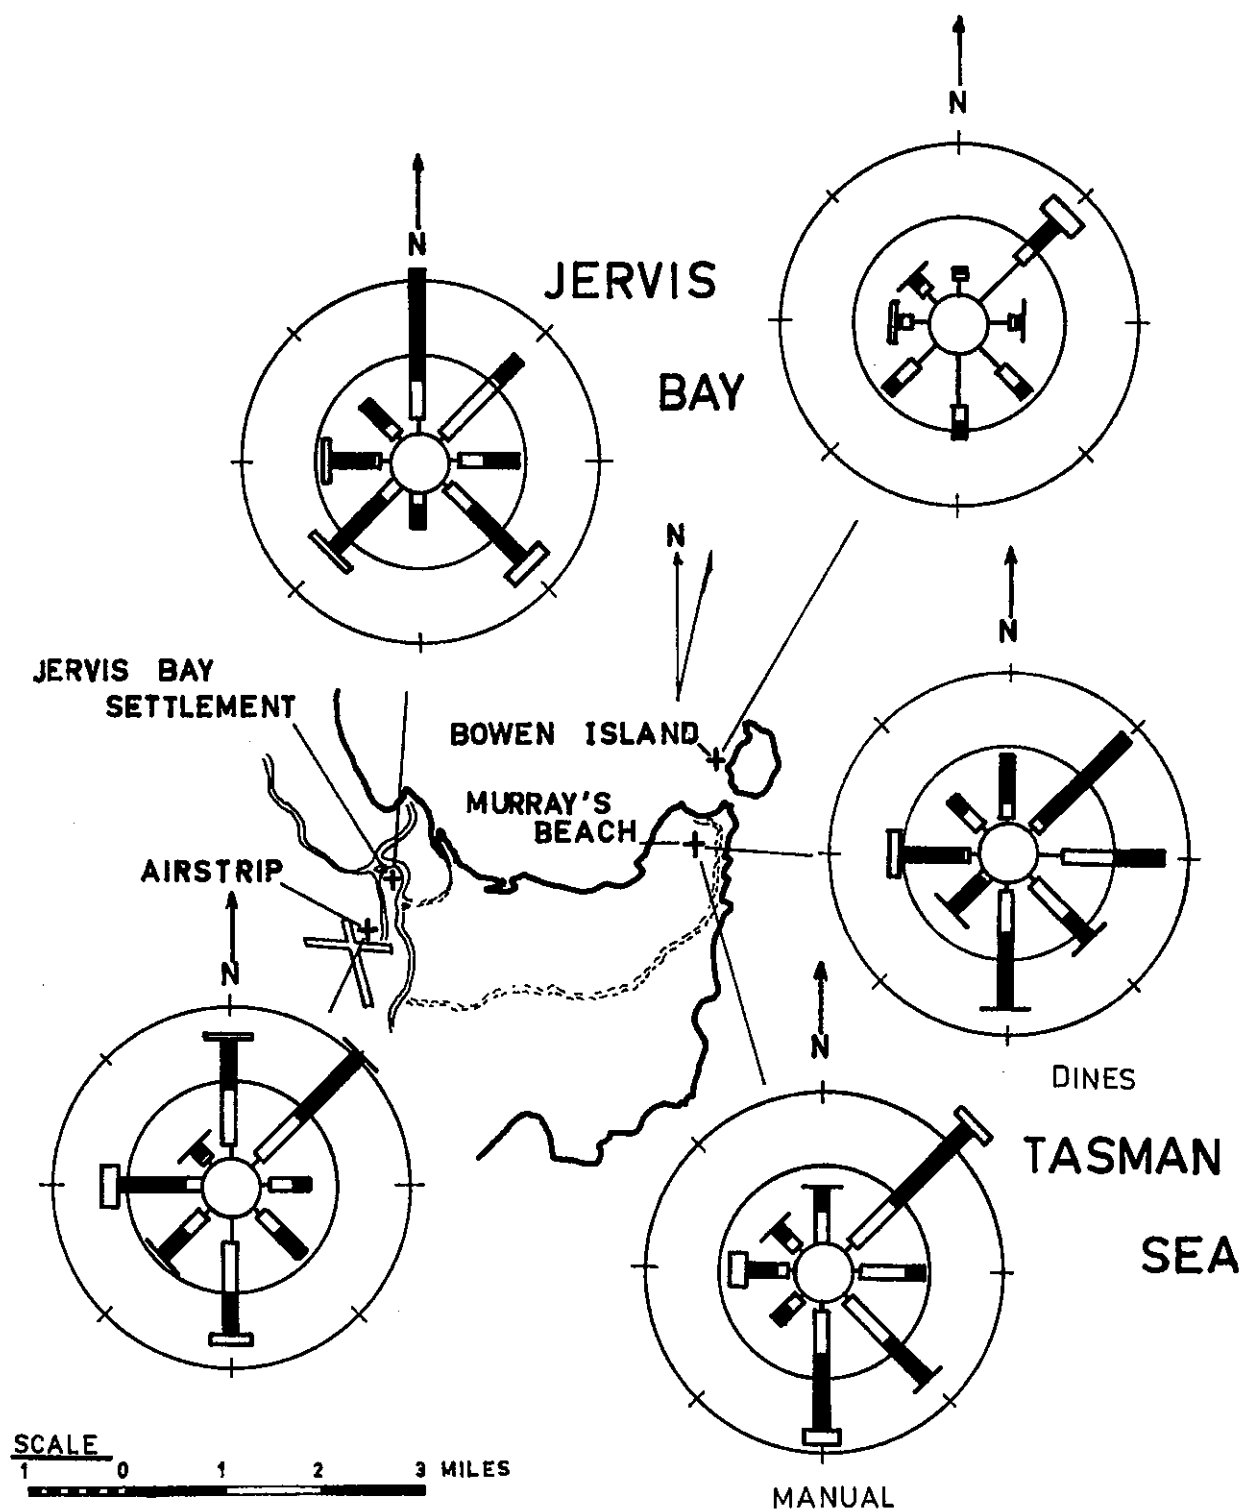 N
N
JERVIS
BAY
N
N
JERVIS BAY
SETTLEMENT
BOWEN ISLAND
MURRAY'S
BEACH
AIRSTRIP
N
N
DINES
TASMAN
SEA
SCALE
1 0 1 2 3 MILES
MANUAL